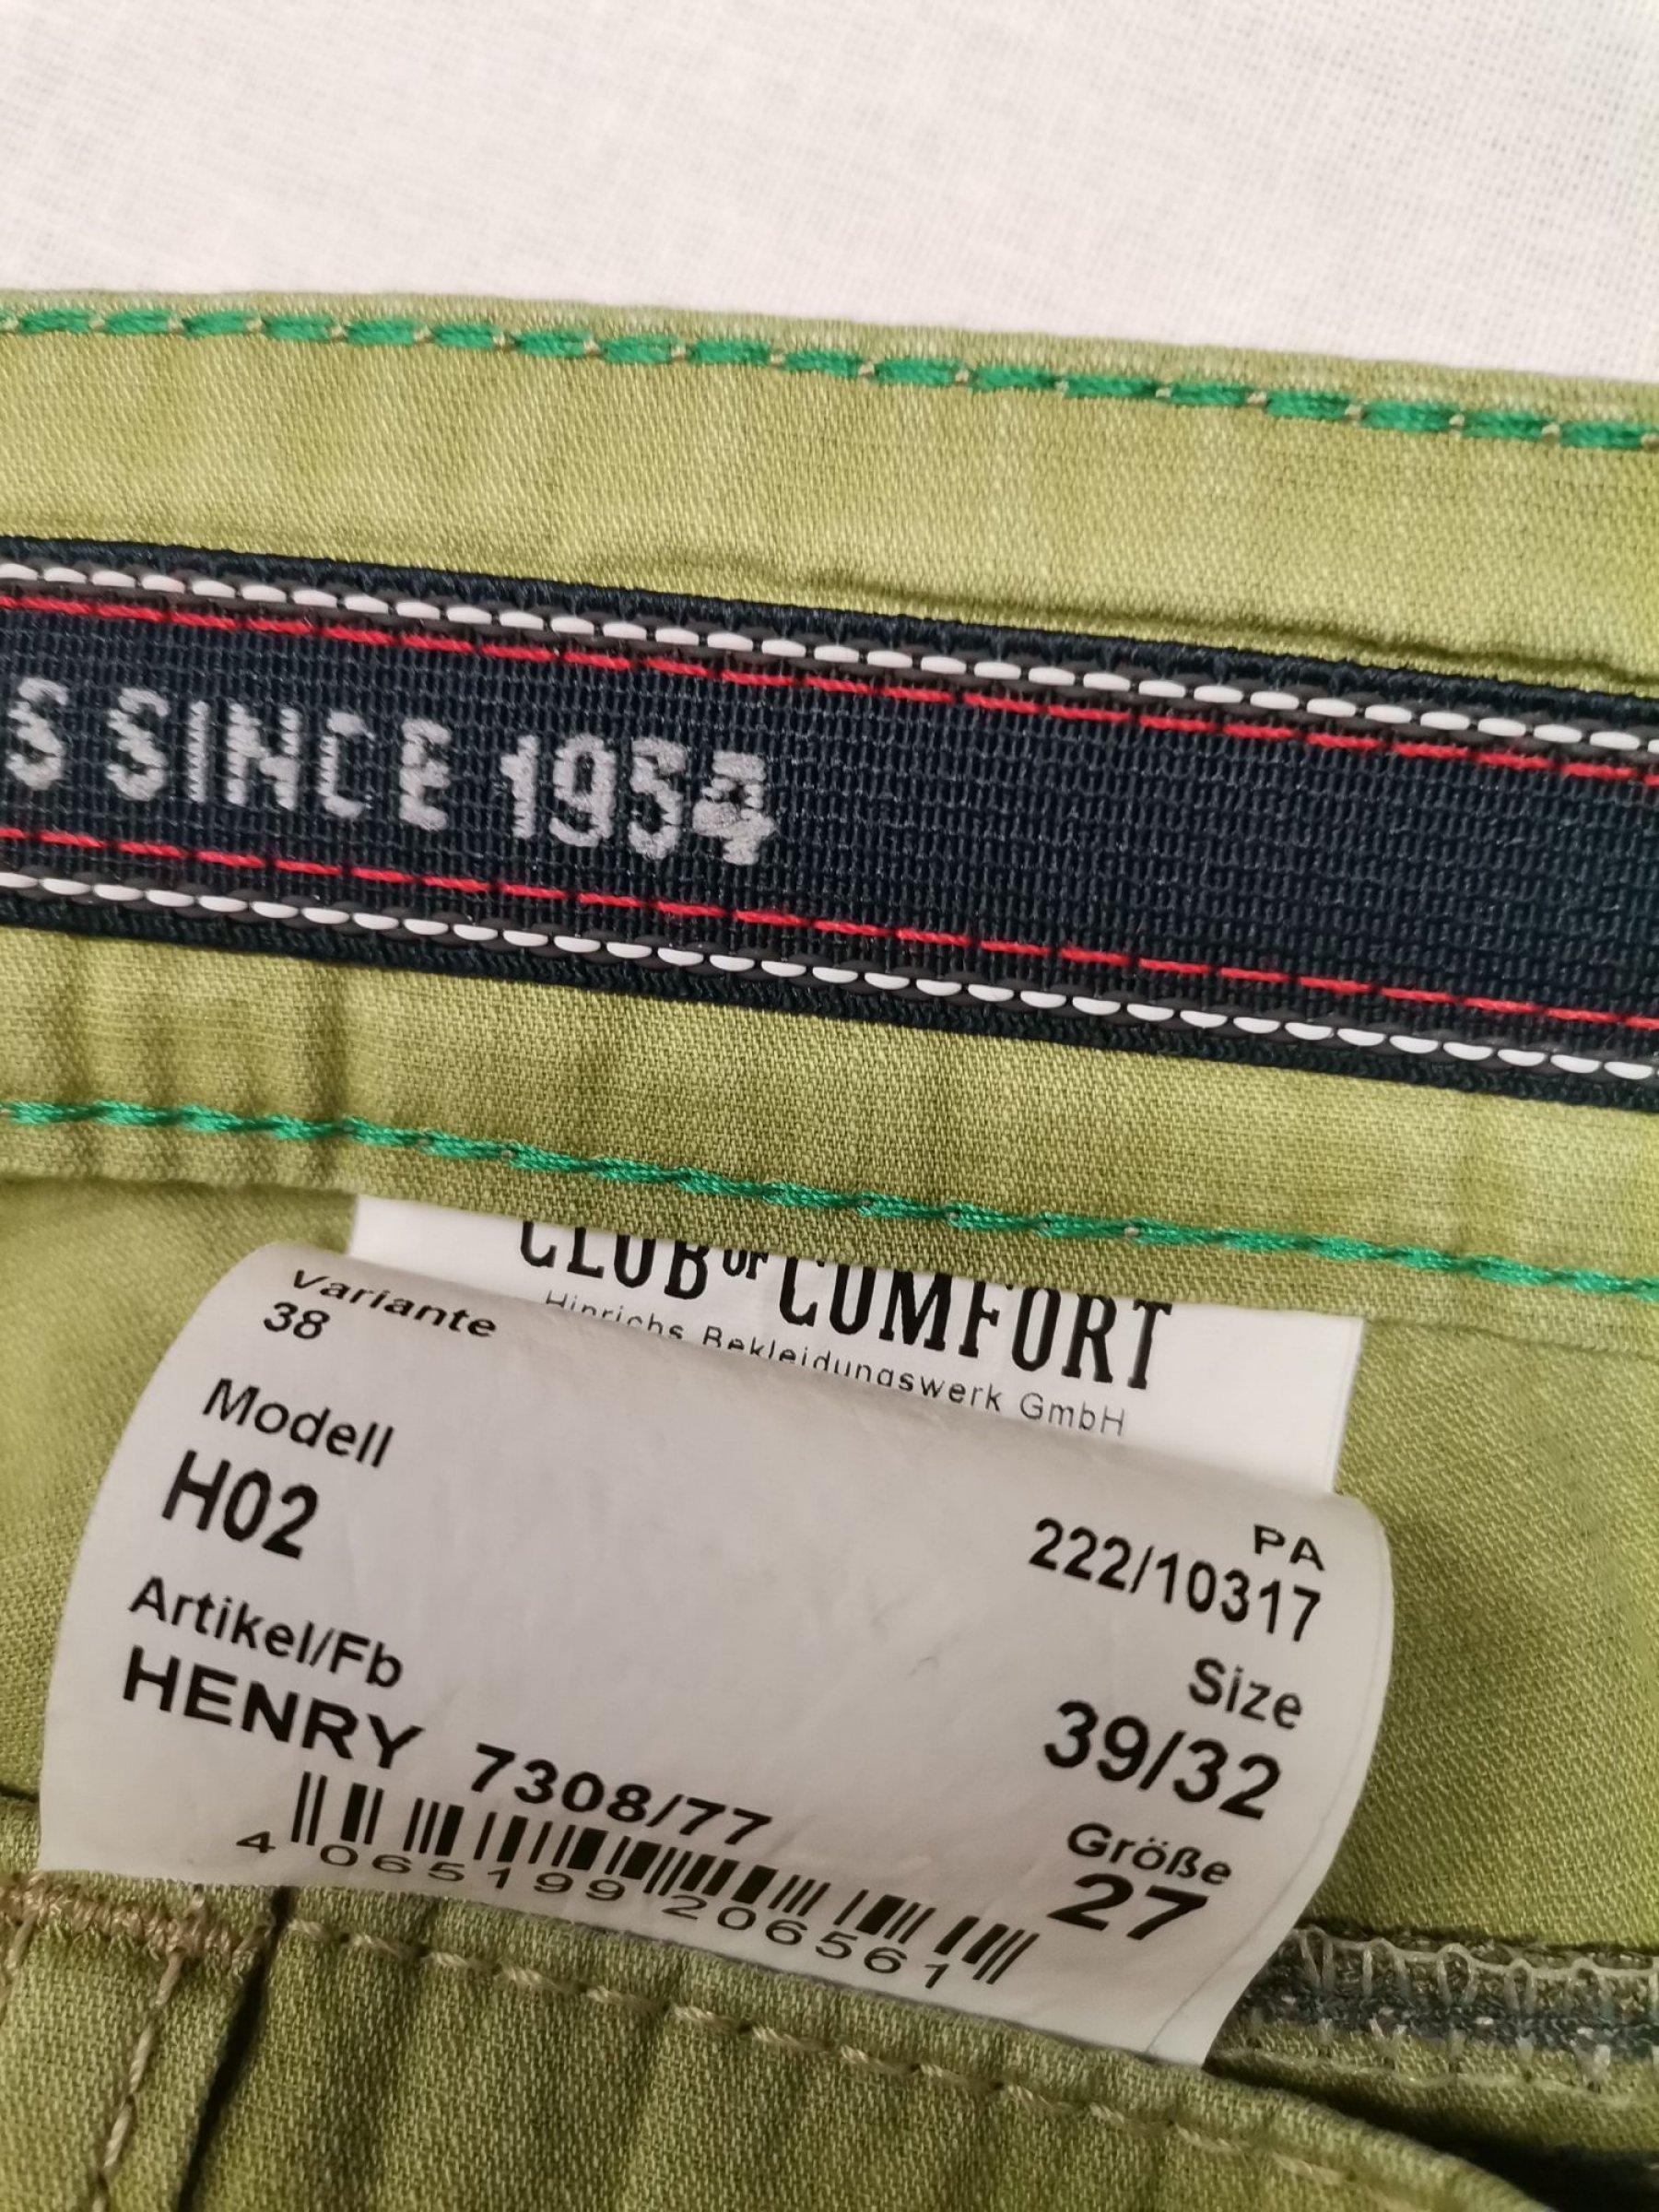 S SINCE 1954
CLUB OF COMFORT
Hinrichs Bekleidungswerk GmbH
Variante
38
Modell
H02
PA
222/10317
Artikel/Fb
HENRY 7308/77
Size
39/32
Größe
27
4 065199 206561